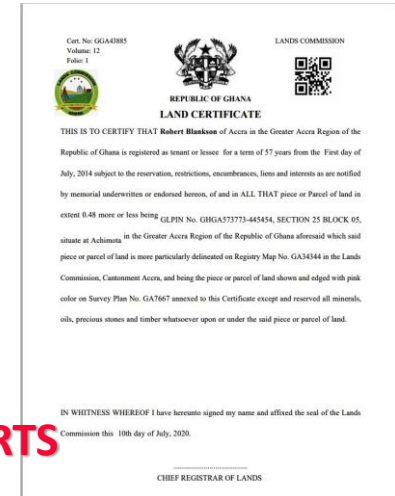 Cert. No: GGA43885
LANDS COMMISSION
Volume: 12
Folio: 1
REPUBLIC OF GHANA
LAND CERTIFICATE
THIS IS TO CERTIFY THAT Robert Blankson of Accra in the Greater Accra Region of the
Republic of Ghana is registered as tenant or lessee for a term of 57 years from the First day of
July, 2014 subject to the reservation, restrictions, encumbrances, liens and interests as are notified
by memorial underwritten or endorsed hereon, of and in ALL THAT piece or Parcel of land in
extent 0.48 more or less being GLPIN No. GHGA573773-445454, SECTION 25 BLOCK 05,
situate at Achimota in the Greater Accra Region of the Republic of Ghana aforesaid which said
piece or parcel of land is more particularly delineated on Registry Map No. GA34344 in the Lands
Commission, Cantonment Accra, and being the piece or parcel of land shown and edged with pink
color on Survey Plan No. GA7667 annexed to this Certificate except and reserved all minerals,
oils, precious stones and timber whatsoever upon or under the said piece or parcel of land.
IN WHITNESS WHEREOF I have hereunto signed my name and affixed the seal of the Lands
RTS
Commission this 10th day of July, 2020.
CHIEF REGISTRAR OF LANDS